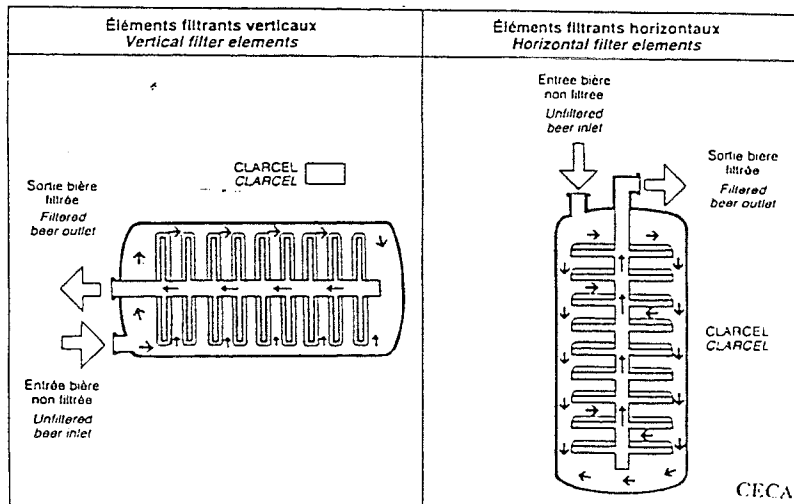 Éléments filtrants verticaux
Vertical filter elements
Éléments filtrants horizontaux
Horizontal filter elements
CLARCEL
CLARCEL
Sortie bière
filtrée
Filtered
beer outlet
Entrée bière
non filtrée
Unfiltered
beer inlet
Entrée bière
non filtrée
Unfiltered
beer inlet
Sortie bière
filtrée
Filtered
beer outlet
CLARCEL
CLARCEL
CECA